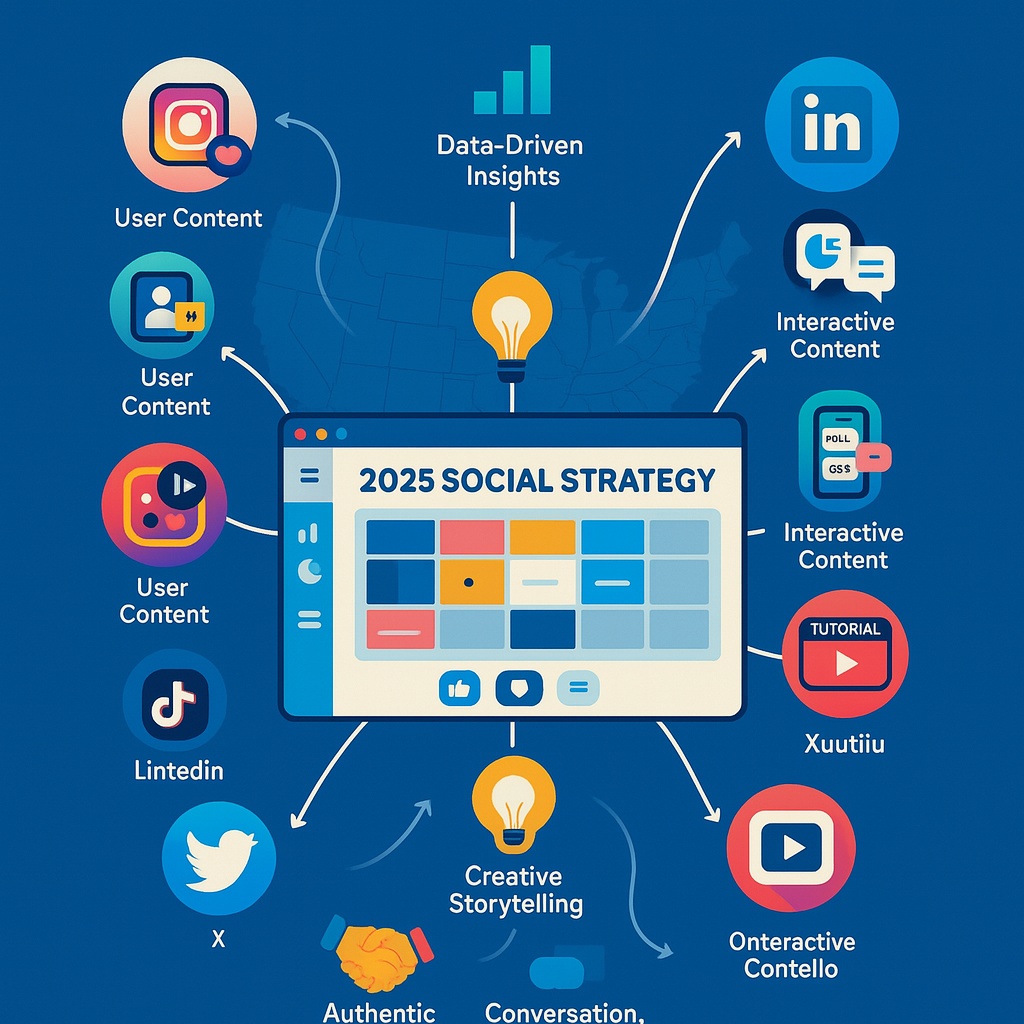 in
Data-Driven
Insights
User Content
Interactive
Content
User
Content
POLL
GS$
2025 SOCIAL STRATEGY
Interactive
Content
User
Content
TUTORIAL
Xuutiiu
Lintedin
Creative
Storytelling
X
Onteractive
Contello
Authentic
Conversation,